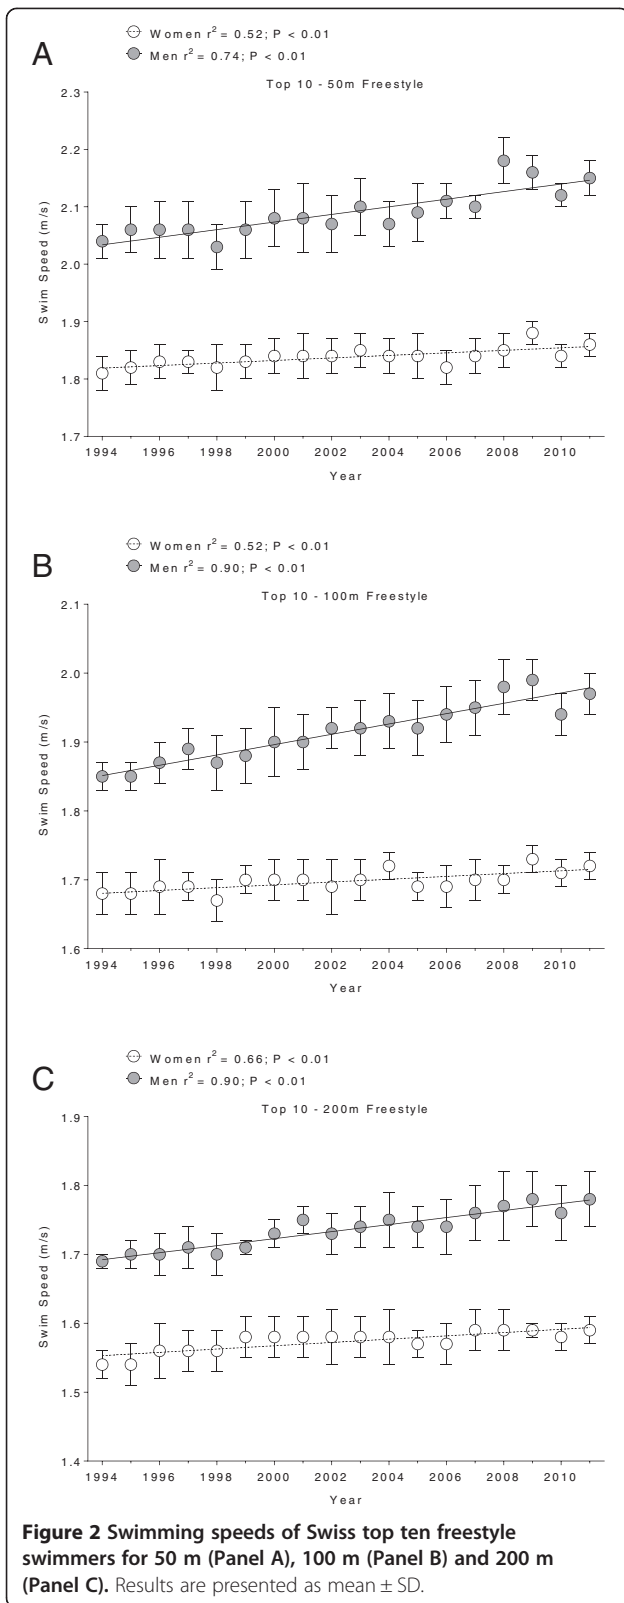 Women r² = 0.52; P < 0.01
A
Men r² = 0.74; P < 0.01
Top 10 - 50m Freestyle
2.3
2.2
2.1
2.0
1.9
1.8
1.7
Swim Speed (m/s)
1994 1996 1998 2000 2002 2004 2006 2008 2010
Year
Women r² = 0.52; P < 0.01
B
Men r² = 0.90; P < 0.01
Top 10 - 100m Freestyle
2.1
2.0
1.9
1.8
1.7
1.6
Swim Speed (m/s)
1994 1996 1998 2000 2002 2004 2006 2008 2010
Year
Women r² = 0.66; P < 0.01
C
Men r² = 0.90; P < 0.01
Top 10 - 200m Freestyle
1.9
1.8
1.7
1.6
1.5
1.4
Swim Speed (m/s)
1994 1996 1998 2000 2002 2004 2006 2008 2010
Year
Figure 2 Swimming speeds of Swiss top ten freestyle
swimmers for 50 m (Panel A), 100 m (Panel B) and 200 m
(Panel C). Results are presented as mean ± SD.